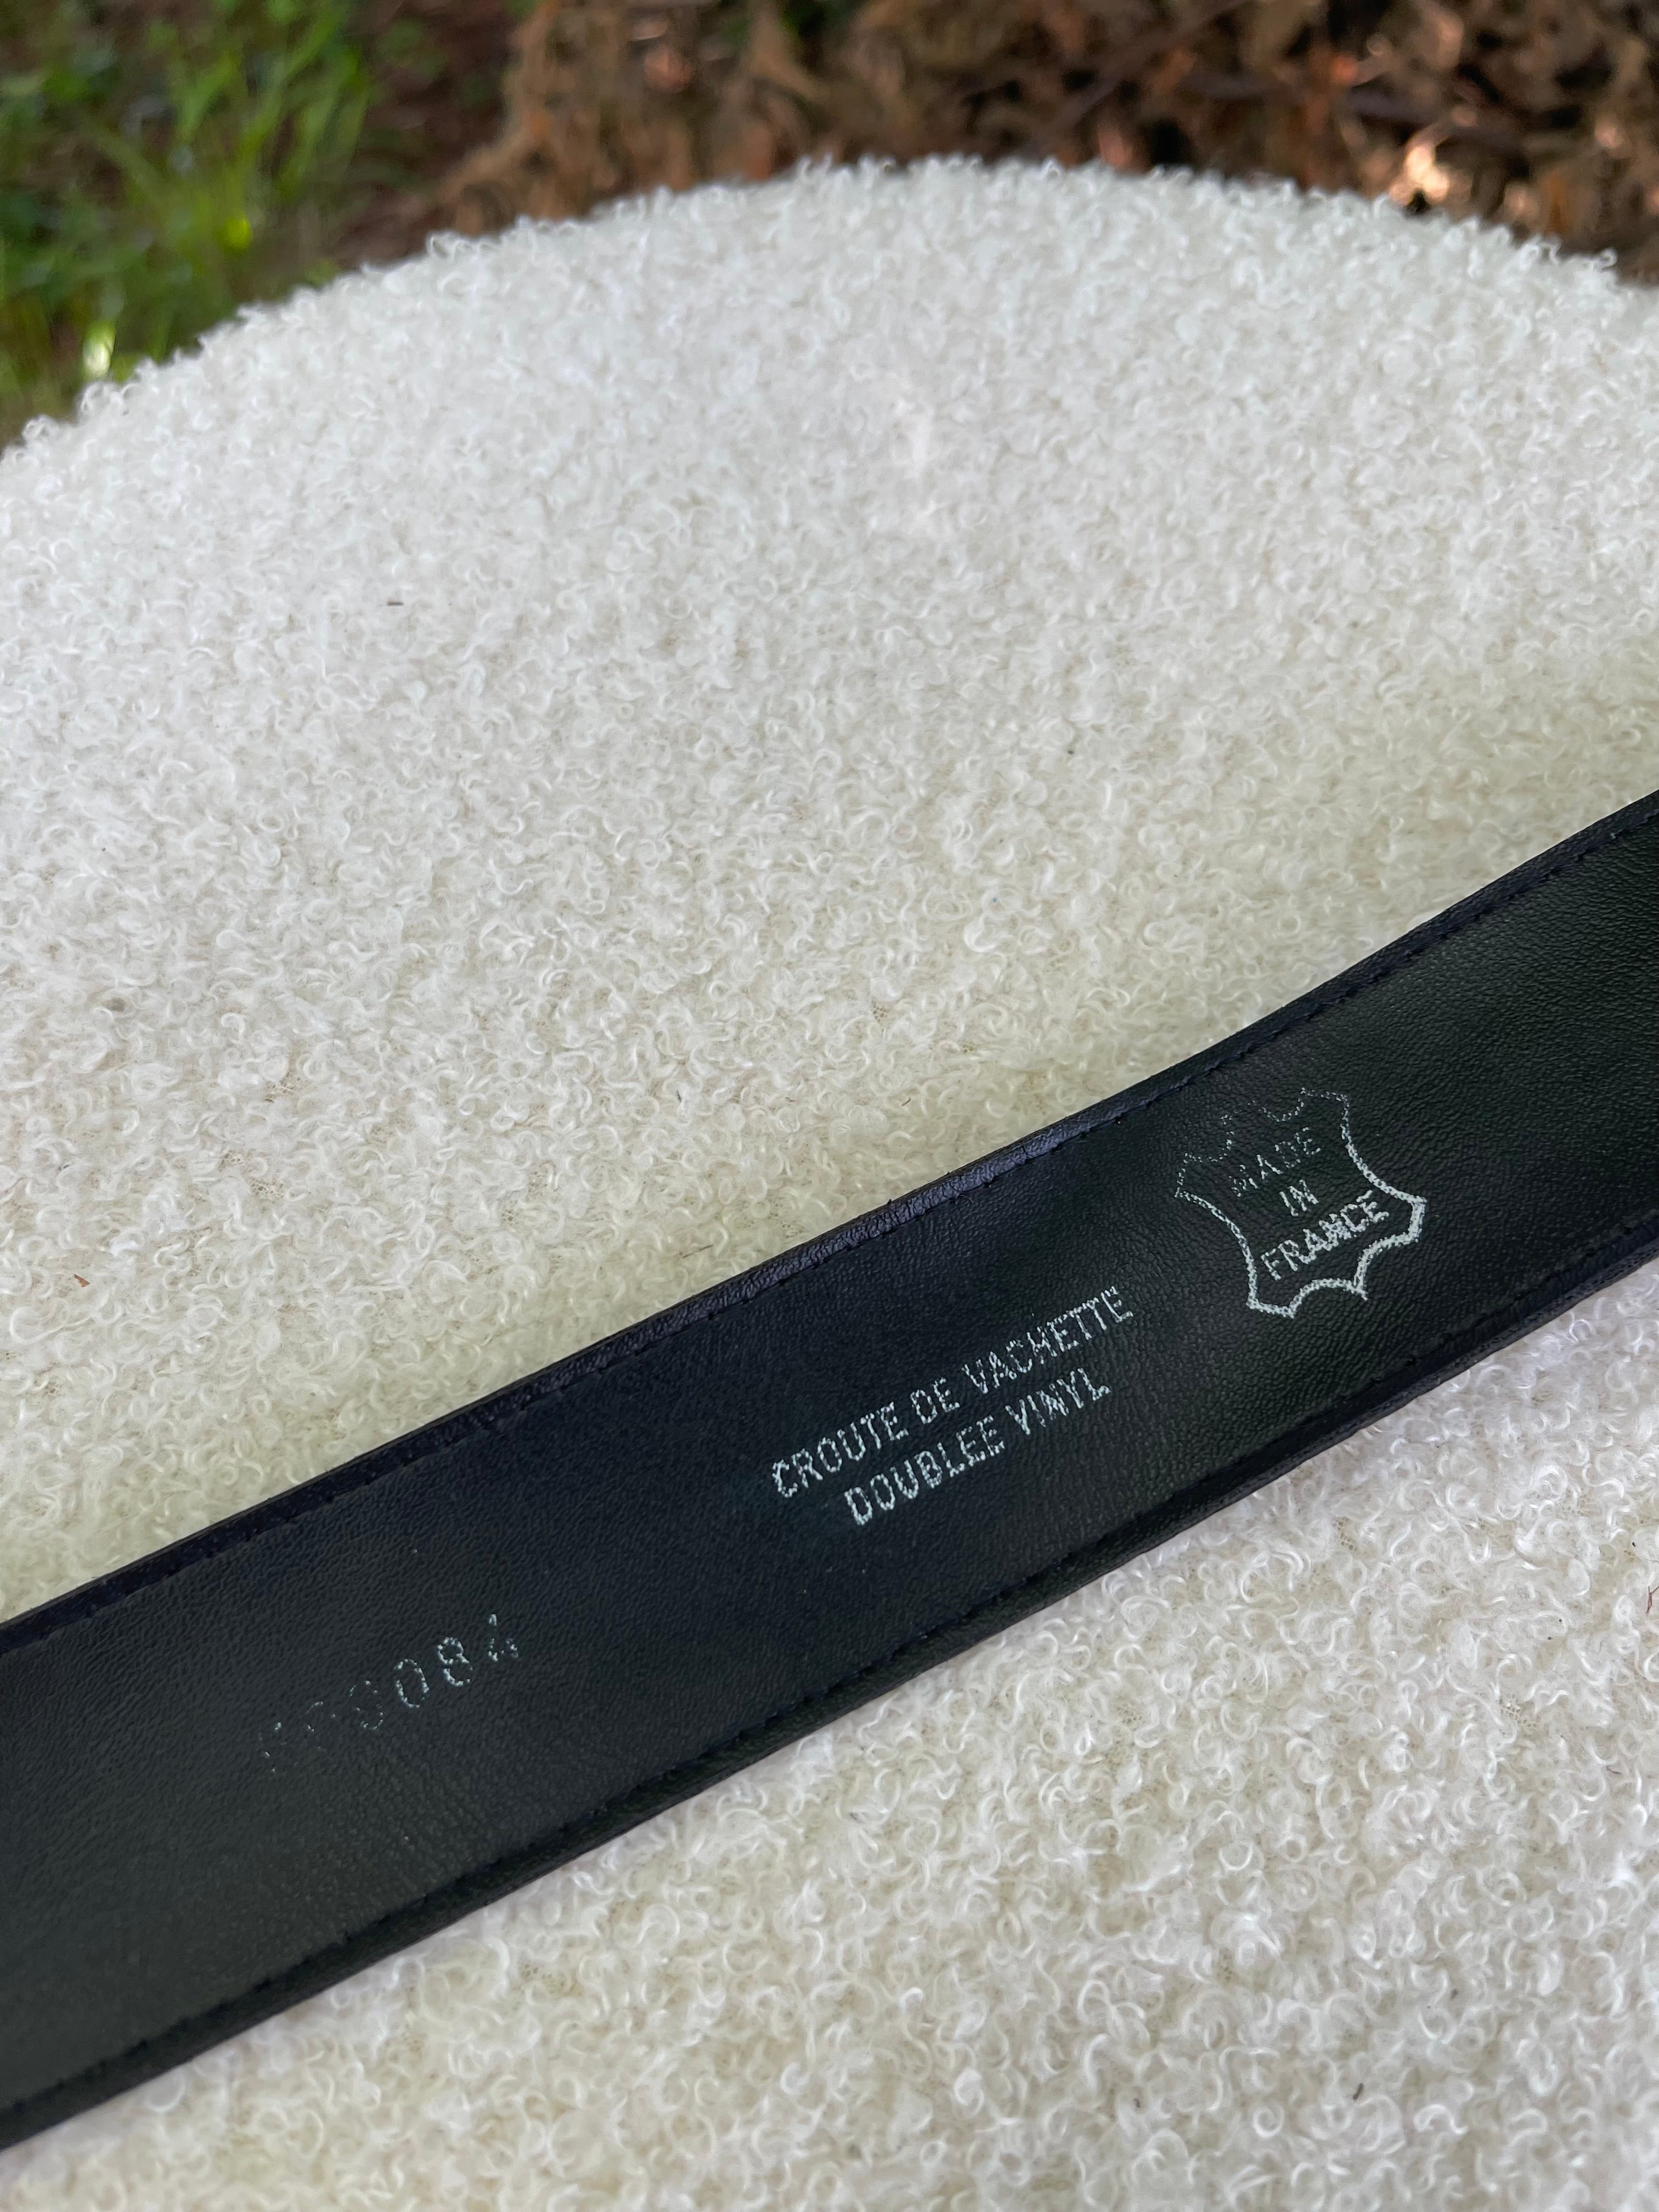 MADE
IN
FRANCE
CROUTE DE VACHETTE
DOUBLEE VINYL